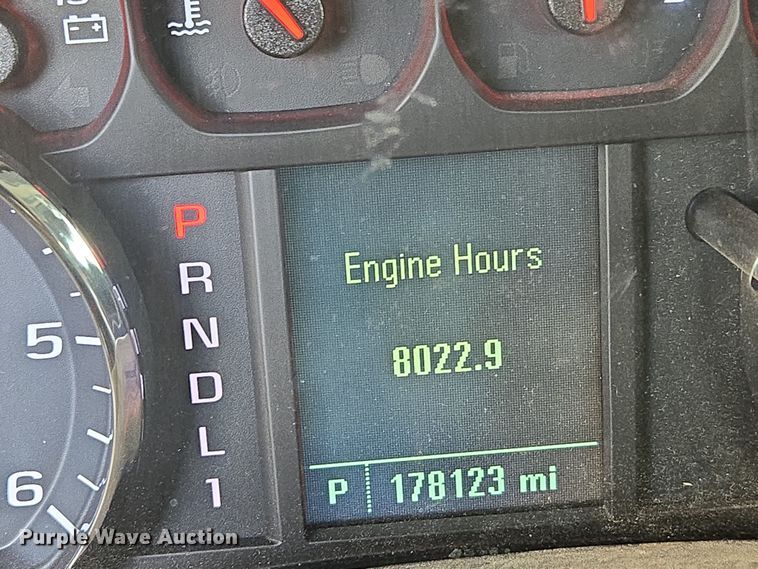 P
R
N
D
L
1
5
6
Engine Hours
8022.9
P 178123 mi
Purple Wave Auction